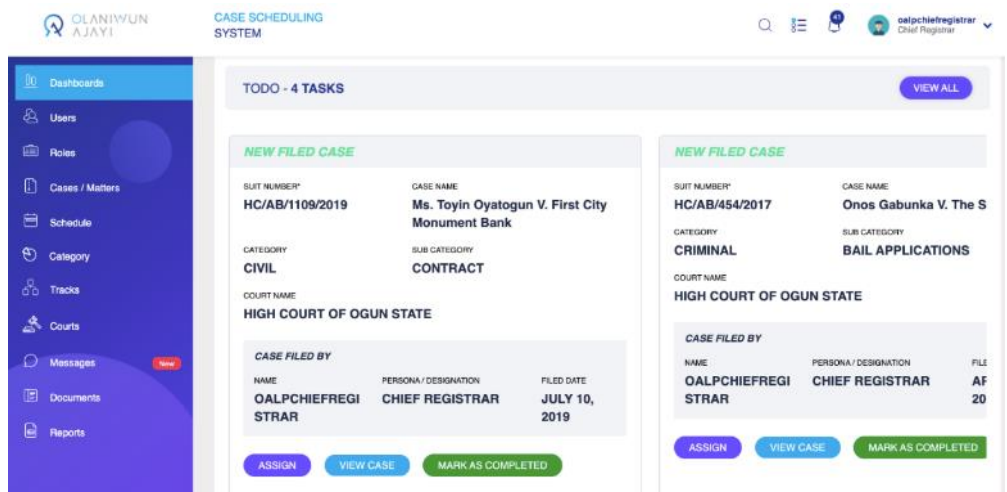 OLANIWUN
AJAYI
CASE SCHEDULING
SYSTEM
41
oalpchiefregistrar
Chief Registrar
Dashboards
Users
Roles
Cases / Matters
Schedule
Category
Tracks
Courts
Messages New
Documents
Reports
TODO - 4 TASKS
VIEW ALL
NEW FILED CASE
SUIT NUMBER* CASE NAME
HC/AB/1109/2019 Ms. Toyin Oyatogun V. First City
Monument Bank
CATEGORY SUB CATEGORY
CIVIL CONTRACT
COURT NAME
HIGH COURT OF OGUN STATE
CASE FILED BY
NAME PERSONA / DESIGNATION FILED DATE
OALPCHIEFREGI CHIEF REGISTRAR JULY 10,
STRAR 2019
ASSIGN VIEW CASE MARK AS COMPLETED
NEW FILED CASE
SUIT NUMBER* CASE NAME
HC/AB/454/2017 Onos Gabunka V. The S
CATEGORY SUB CATEGORY
CRIMINAL BAIL APPLICATIONS
COURT NAME
HIGH COURT OF OGUN STATE
CASE FILED BY
NAME PERSONA / DESIGNATION
OALPCHIEFREGI CHIEF REGISTRAR
STRAR 20
ASSIGN VIEW CASE MARK AS COMPLETED